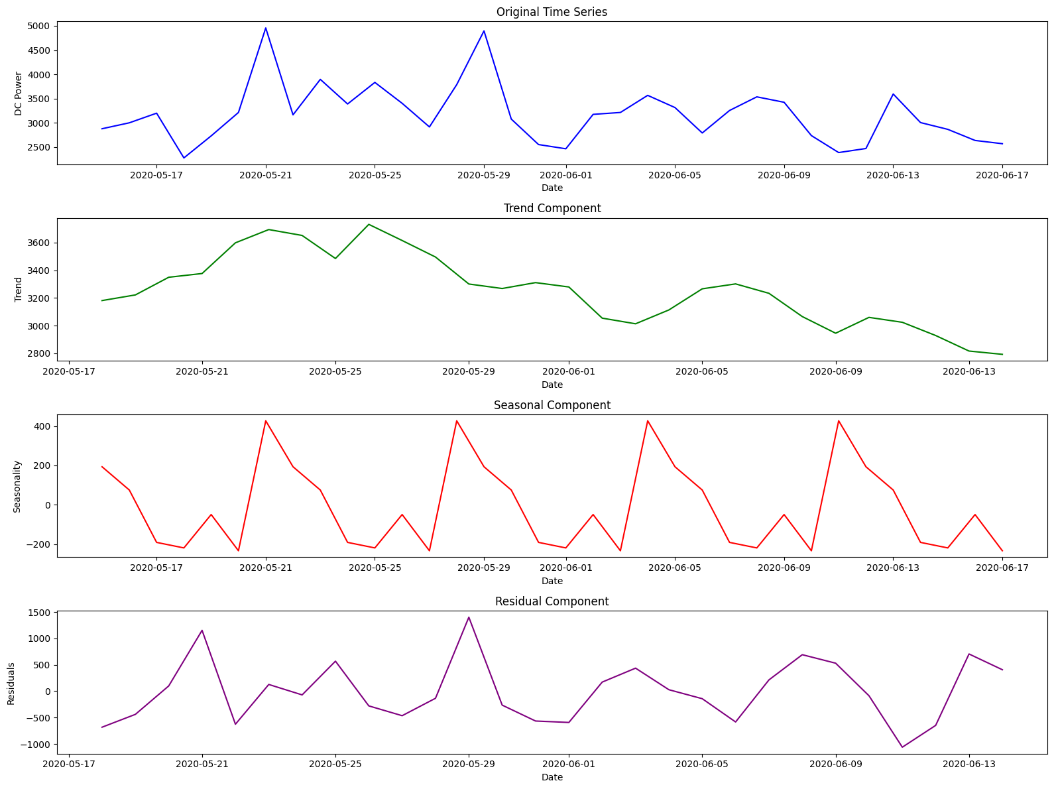 Original Time Series
5000
4500
4000
3500
3000
2500
DC Power
2020-05-17 2020-05-21 2020-05-25 2020-05-29 2020-06-01 2020-06-05 2020-06-09 2020-06-13 2020-06-17
Date
Trend Component
3600
3400
3200
3000
2800
Trend
2020-05-17 2020-05-21 2020-05-25 2020-05-29 2020-06-01 2020-06-05 2020-06-09 2020-06-13
Date
Seasonal Component
400
200
0
−200
Seasonality
2020-05-17 2020-05-21 2020-05-25 2020-05-29 2020-06-01 2020-06-05 2020-06-09 2020-06-13 2020-06-17
Date
Residual Component
1500
1000
500
0
−500
−1000
Residuals
2020-05-17 2020-05-21 2020-05-25 2020-05-29 2020-06-01 2020-06-05 2020-06-09 2020-06-13
Date